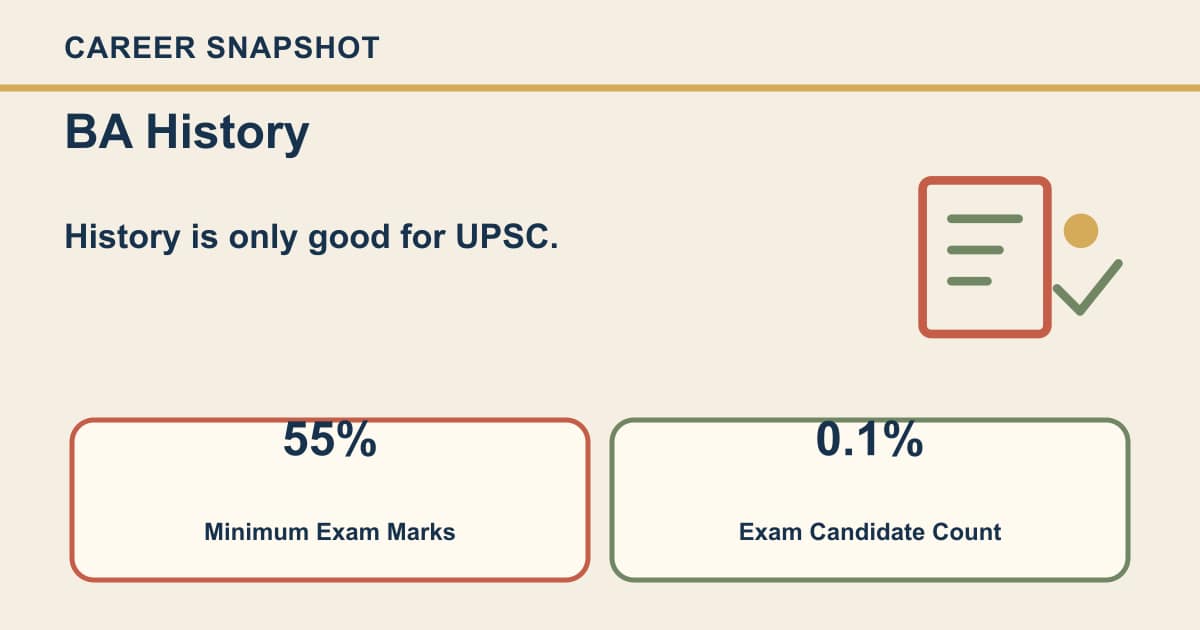 CAREER SNAPSHOT
BA History
History is only good for UPSC.
55%
Minimum Exam Marks
0.1%
Exam Candidate Count